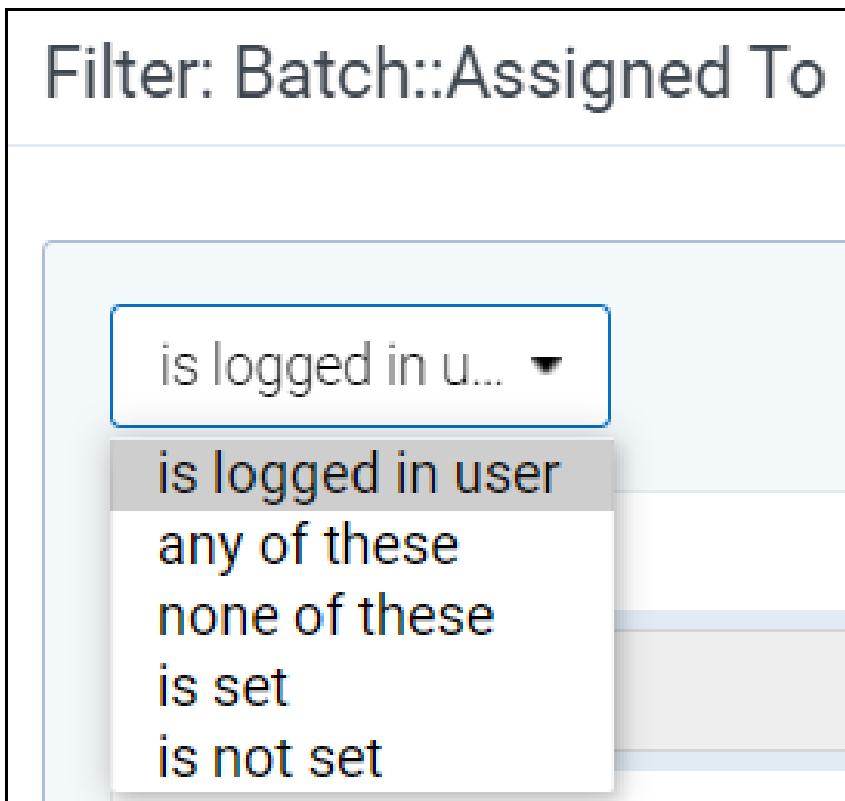 Filter: Batch::Assigned To
is logged in u...
is logged in user
any of these
none of these
is set
is not set